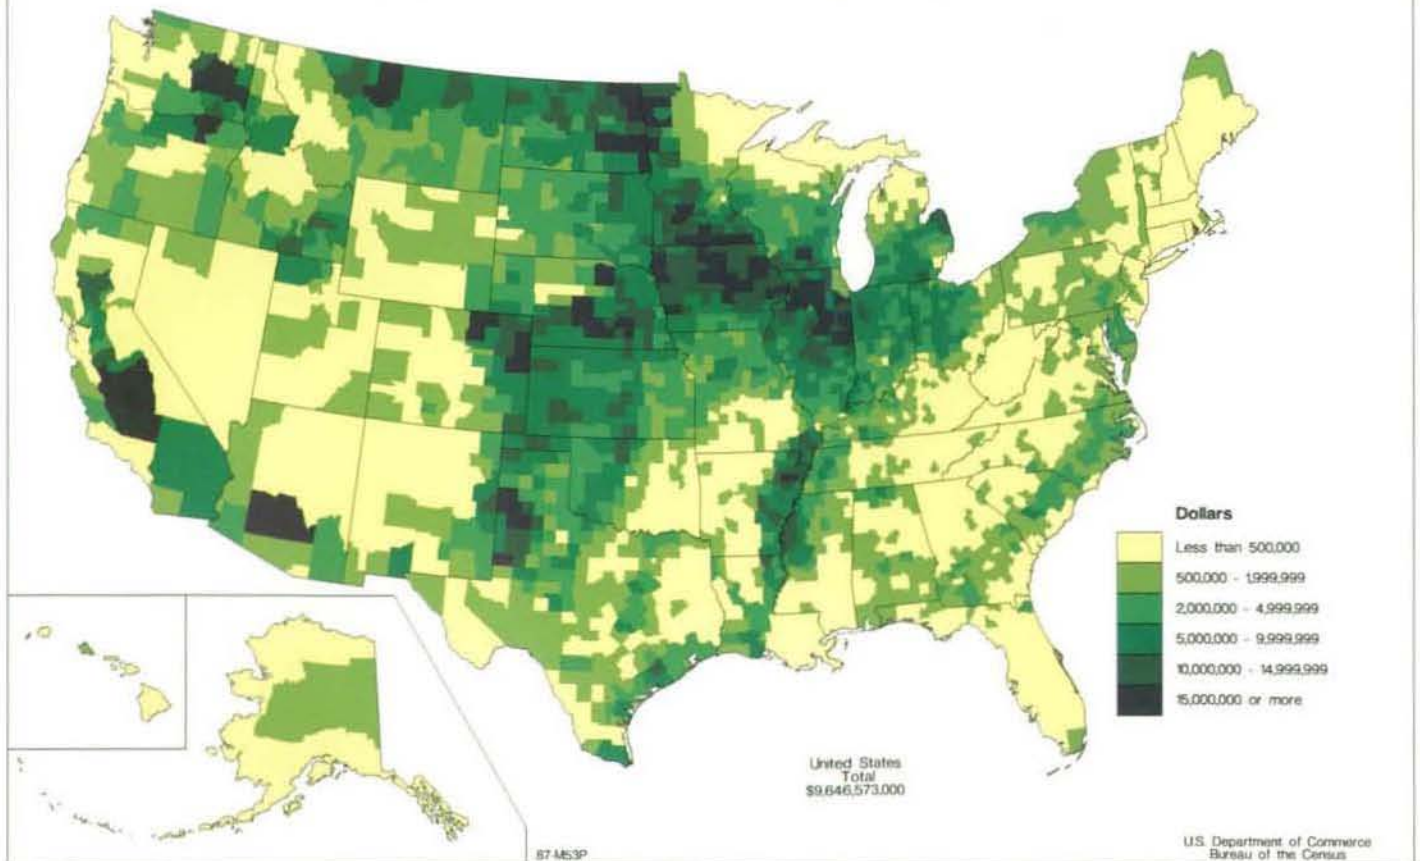 Dollars
Less than 500,000
500,000 - 1,999,999
2,000,000 - 4,999,999
5,000,000 - 9,999,999
10,000,000 - 14,999,999
15,000,000 or more
United States
Total
$9,646,573,000
87-M53P
U.S. Department of Commerce
Bureau of the Census